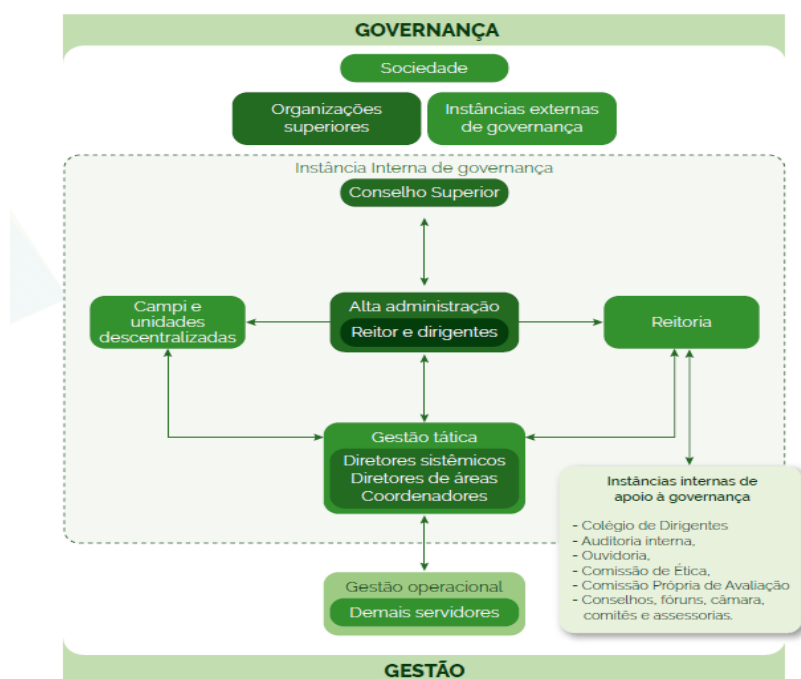 GOVERNANÇA
Sociedade
Organizações
superiores
Instâncias externas
de governança
Instância Interna de governança
Conselho Superior
Campi e
unidades
descentralizadas
Alta administração
Reitor e dirigentes
Reitoria
Gestão tática
Diretores sistêmicos
Diretores de áreas
Coordenadores
Instâncias internas de
apoio à governança
- Colégio de Dirigentes
- Auditoria interna,
- Ouvidoria,
- Comissão de Ética,
- Comissão Própria de Avaliação
- Conselhos, fóruns, câmara,
comitês e assessorias.
Gestão operacional
Demais servidores
GESTÃO